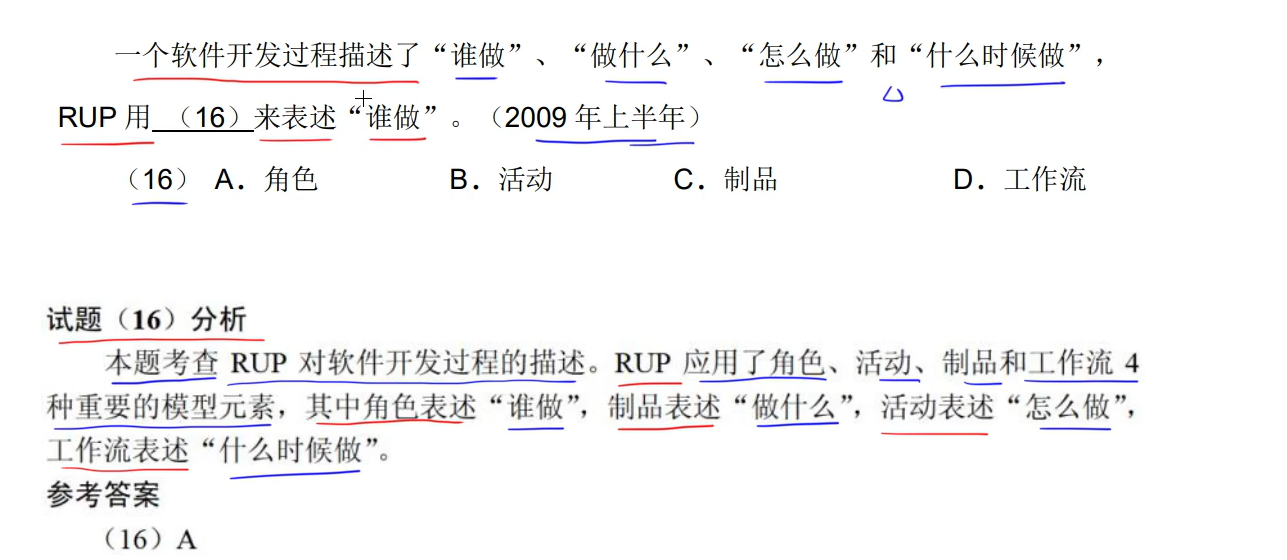 一个软件开发过程描述了“谁做”、“做什么”、“怎么做”和“什么时候做”，
RUP 用 （16） 来表述“谁做”。（2009 年上半年）
（16） A．角色 B．活动 C．制品 D．工作流
试题（16）分析
本题考查 RUP 对软件开发过程的描述。RUP 应用了角色、活动、制品和工作流 4
种重要的模型元素，其中角色表述“谁做”，制品表述“做什么”，活动表述“怎么做”，
工作流表述“什么时候做”。
参考答案
（16）A